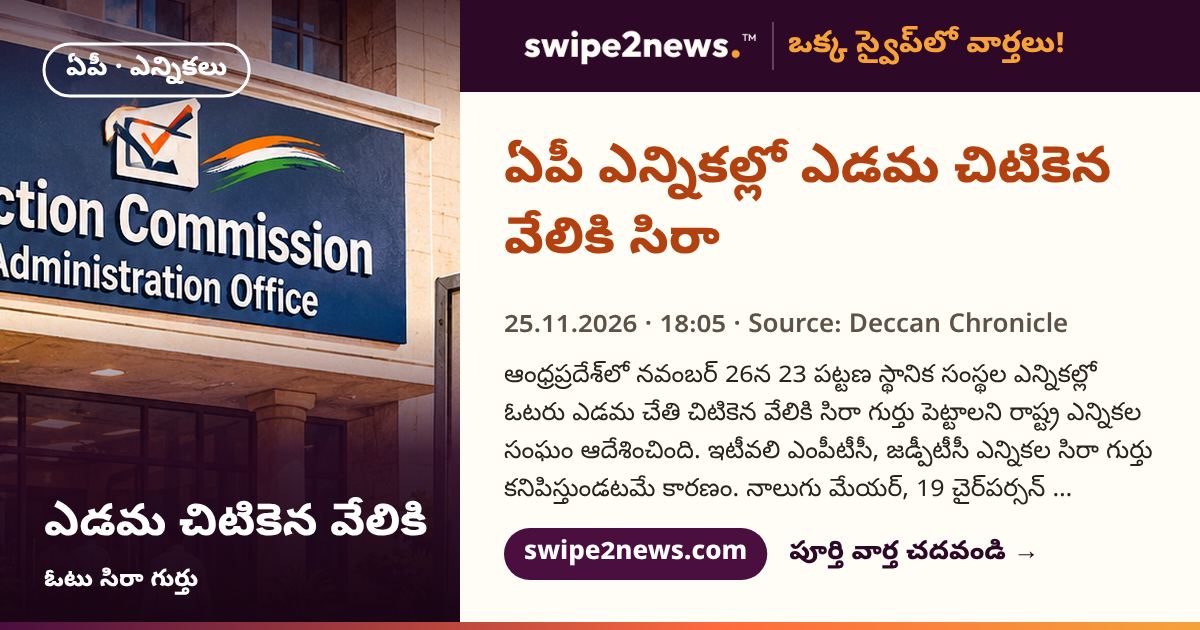 ఏపీ · ఎన్నికలు
ction Commission
Administration Office
ఎడమ చిటికెన వేలికి
ఓటు సిరా గుర్తు
swipe2news.™ ఒక్క స్వైప్‌లో వార్తలు!
ఏపీ ఎన్నికల్లో ఎడమ చిటికెన
వేలికి సిరా
25.11.2026 · 18:05 · Source: Deccan Chronicle
ఆంధ్రప్రదేశ్‌లో నవంబర్ 26న 23 పట్టణ స్థానిక సంస్థల ఎన్నికల్లో
ఓటరు ఎడమ చేతి చిటికెన వేలికి సిరా గుర్తు పెట్టాలని రాష్ట్ర ఎన్నికల
సంఘం ఆదేశించింది. ఇటీవలి ఎంపీటీసీ, జడ్పీటీసీ ఎన్నికల సిరా గుర్తు
కనిపిస్తుండటమే కారణం. నాలుగు మేయర్, 19 చైర్‌పర్సన్ ...
swipe2news.com పూర్తి వార్త చదవండి →